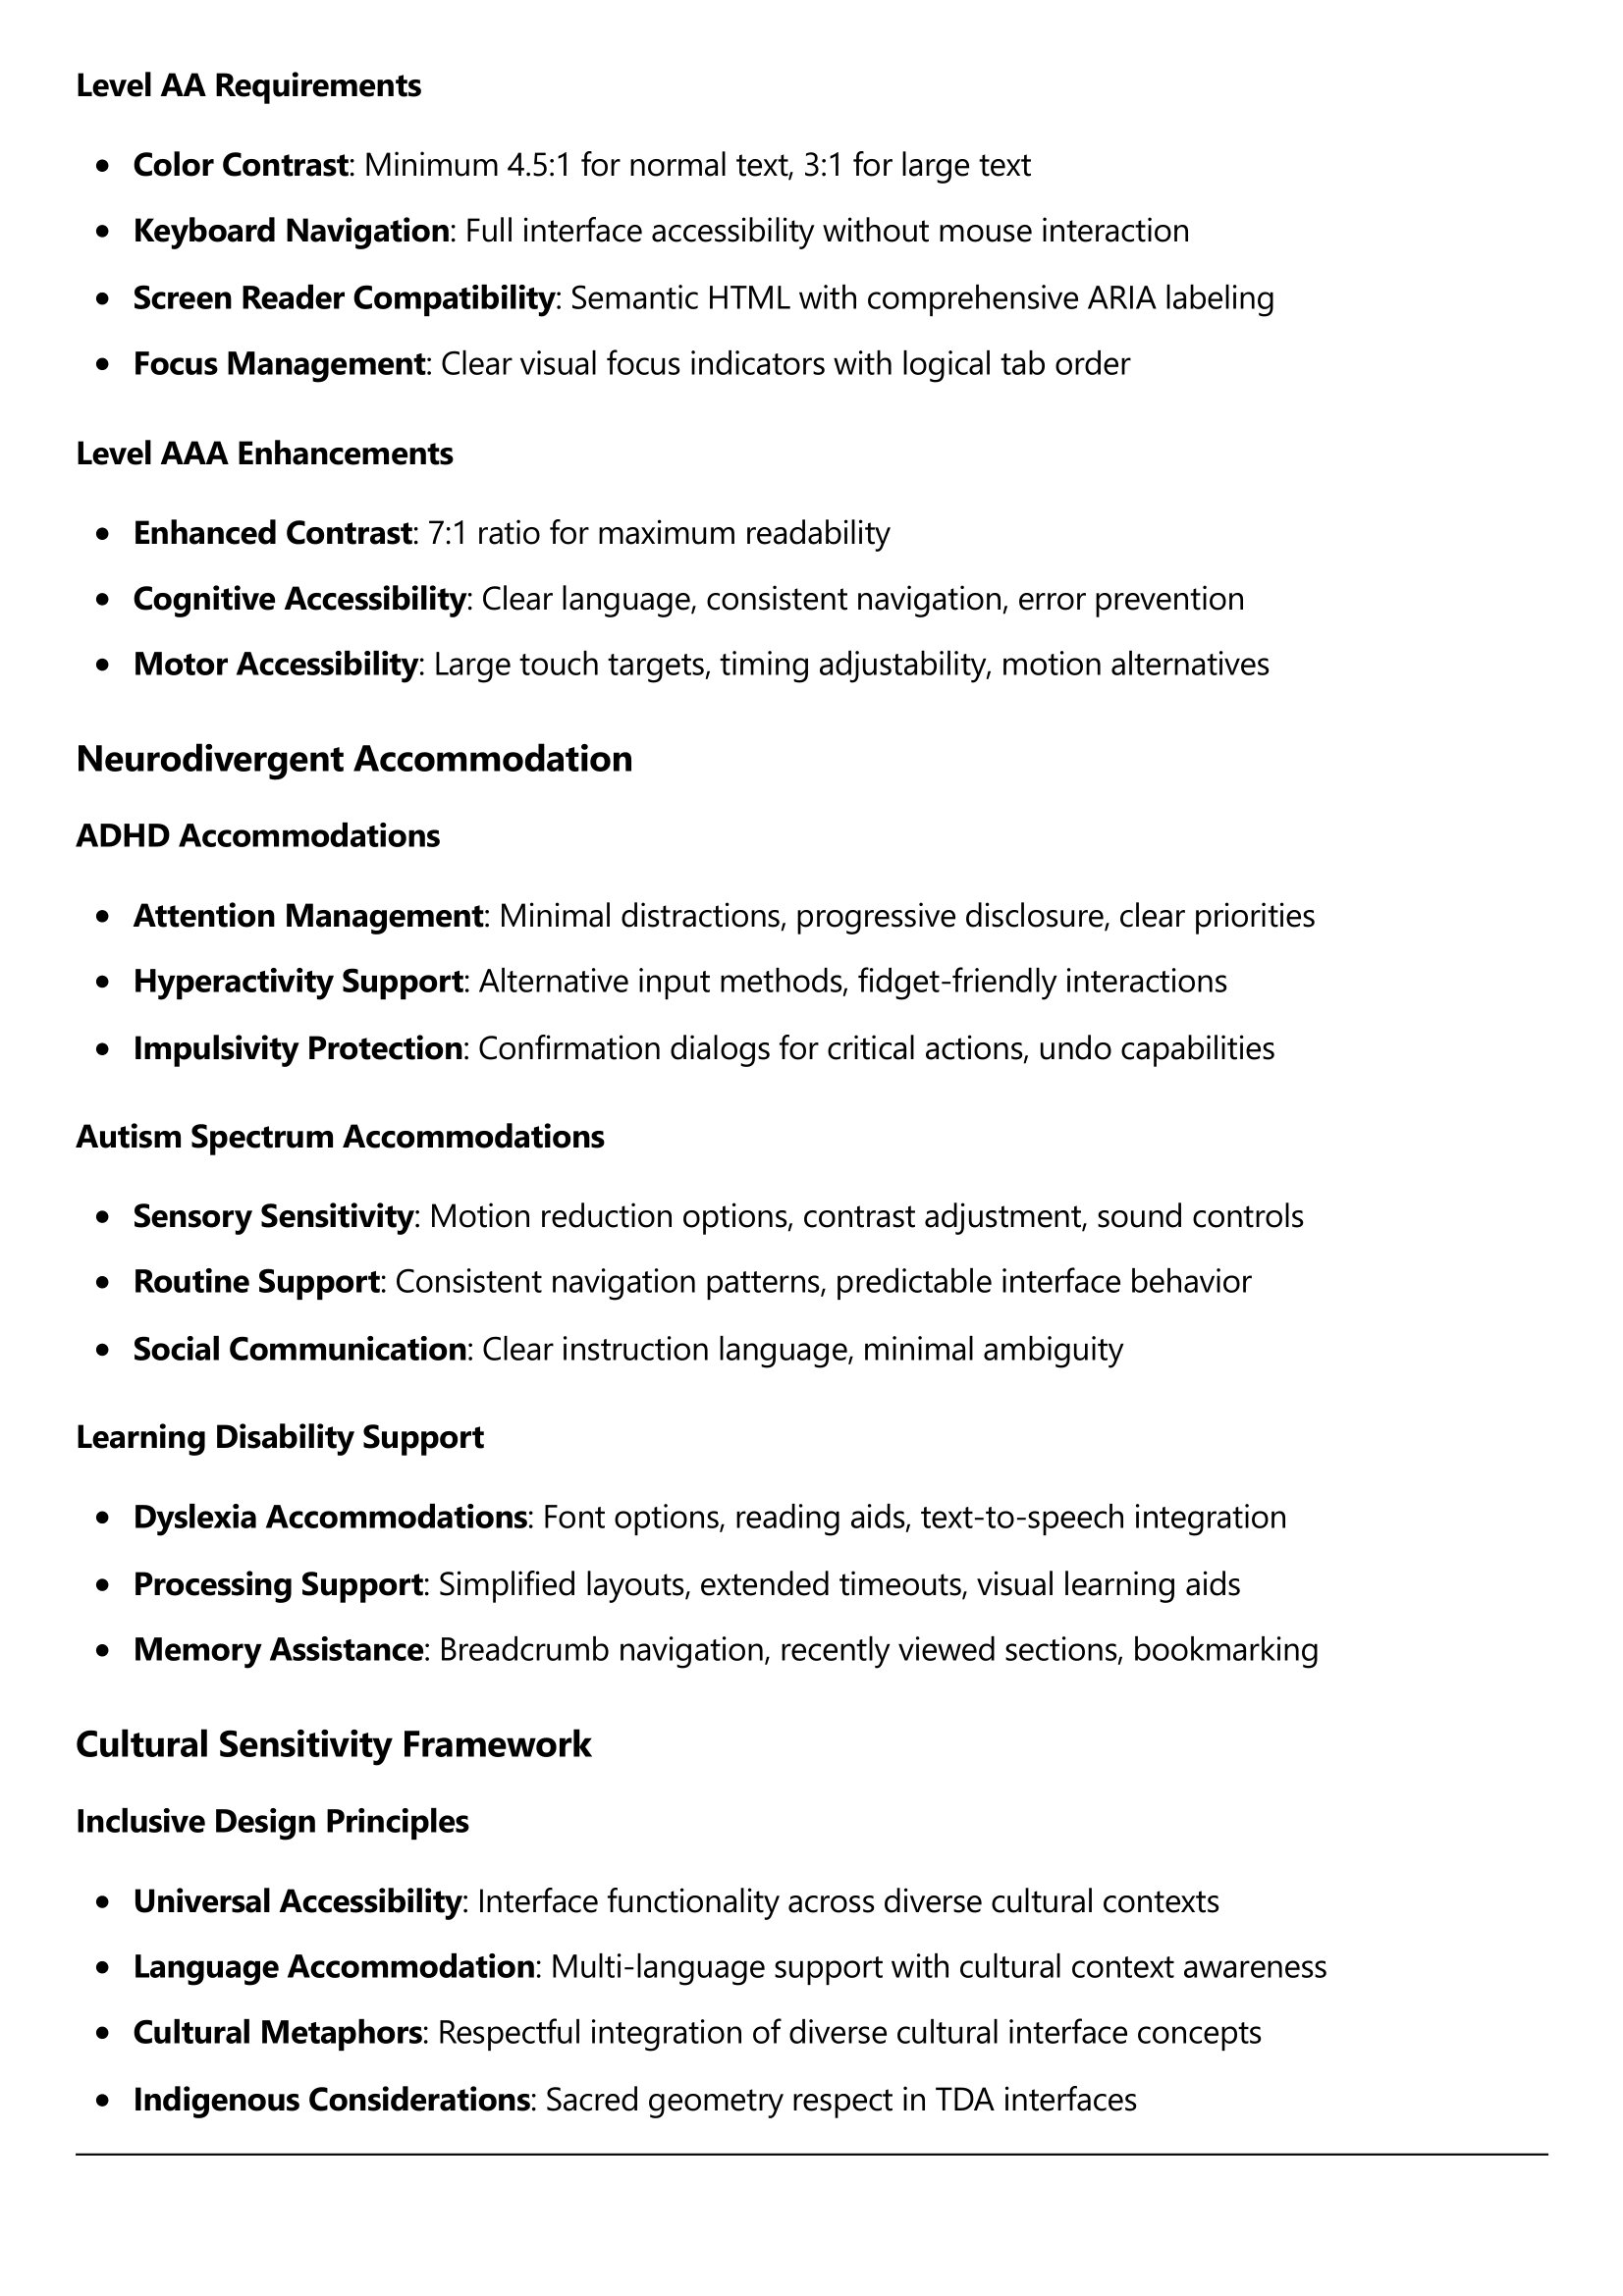 Level AA Requirements
• Color Contrast: Minimum 4.5:1 for normal text, 3:1 for large text
• Keyboard Navigation: Full interface accessibility without mouse interaction
• Screen Reader Compatibility: Semantic HTML with comprehensive ARIA labeling
• Focus Management: Clear visual focus indicators with logical tab order
Level AAA Enhancements
• Enhanced Contrast: 7:1 ratio for maximum readability
• Cognitive Accessibility: Clear language, consistent navigation, error prevention
• Motor Accessibility: Large touch targets, timing adjustability, motion alternatives
Neurodivergent Accommodation
ADHD Accommodations
• Attention Management: Minimal distractions, progressive disclosure, clear priorities
• Hyperactivity Support: Alternative input methods, fidget-friendly interactions
• Impulsivity Protection: Confirmation dialogs for critical actions, undo capabilities
Autism Spectrum Accommodations
• Sensory Sensitivity: Motion reduction options, contrast adjustment, sound controls
• Routine Support: Consistent navigation patterns, predictable interface behavior
• Social Communication: Clear instruction language, minimal ambiguity
Learning Disability Support
• Dyslexia Accommodations: Font options, reading aids, text-to-speech integration
• Processing Support: Simplified layouts, extended timeouts, visual learning aids
• Memory Assistance: Breadcrumb navigation, recently viewed sections, bookmarking
Cultural Sensitivity Framework
Inclusive Design Principles
• Universal Accessibility: Interface functionality across diverse cultural contexts
• Language Accommodation: Multi-language support with cultural context awareness
• Cultural Metaphors: Respectful integration of diverse cultural interface concepts
• Indigenous Considerations: Sacred geometry respect in TDA interfaces